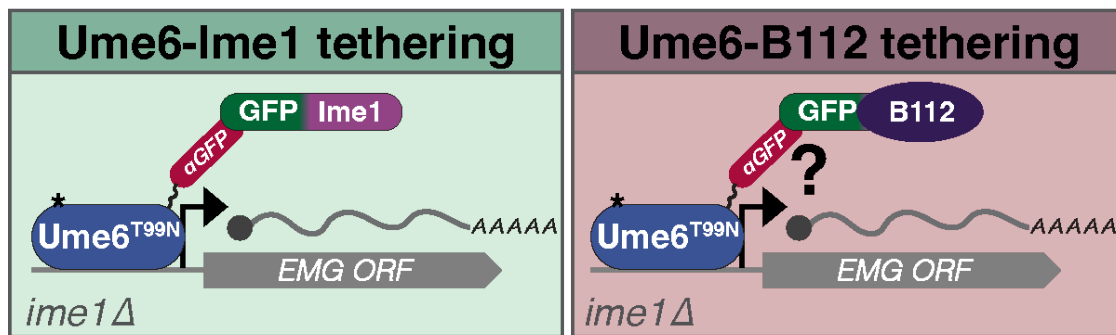 Ume6-Ime1 tethering
GFP Ime1
αGFP
*
Ume6T99N
AAAAA
EMG ORF
ime1Δ
Ume6-B112 tethering
GFP B112
αGFP
?
*
Ume6T99N
AAAAA
EMG ORF
ime1Δ